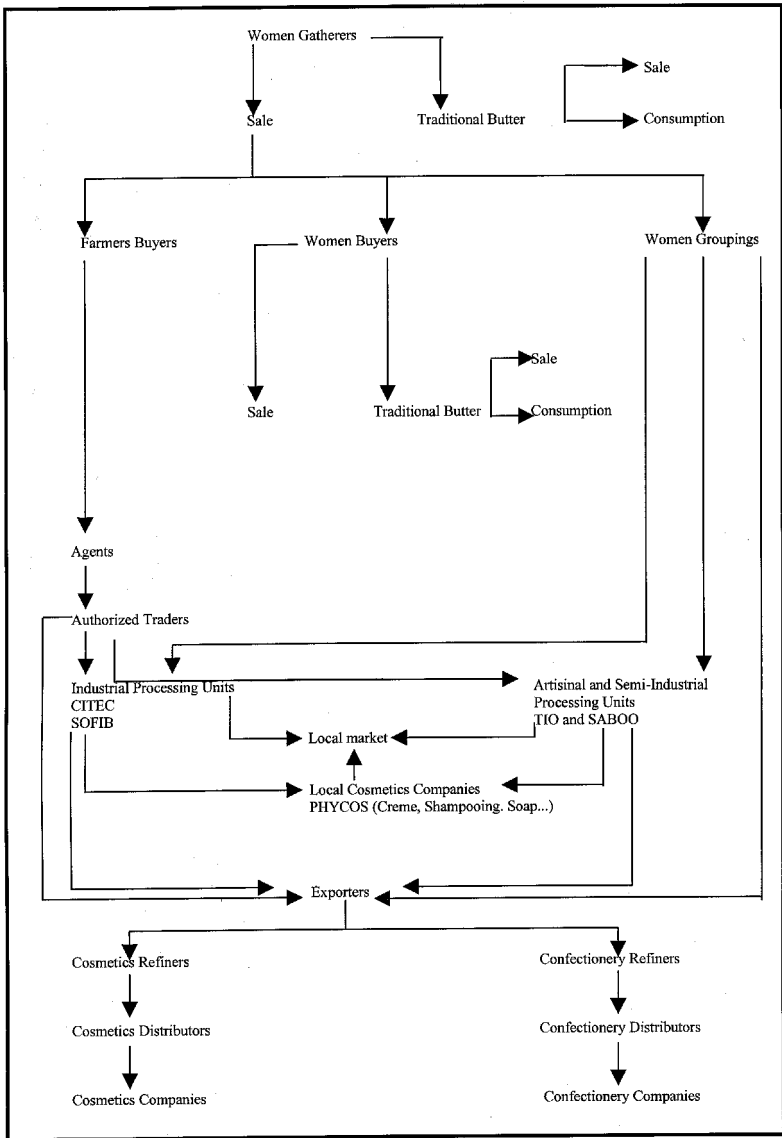 Women Gatherers
Sale
Sale
Traditional Butter
Consumption
Farmers Buyers
Women Buyers
Women Groupings
Sale
Sale
Traditional Butter
Consumption
Agents
Authorized Traders
Industrial Processing Units
CITEC
SOFIB
Artisinal and Semi-Industrial
Processing Units
TIO and SABOO
Local market
Local Cosmetics Companies
PHYCOS (Creme, Shampooing. Soap...)
Exporters
Cosmetics Refiners
Confectionery Refiners
Cosmetics Distributors
Confectionery Distributors
Cosmetics Companies
Confectionery Companies